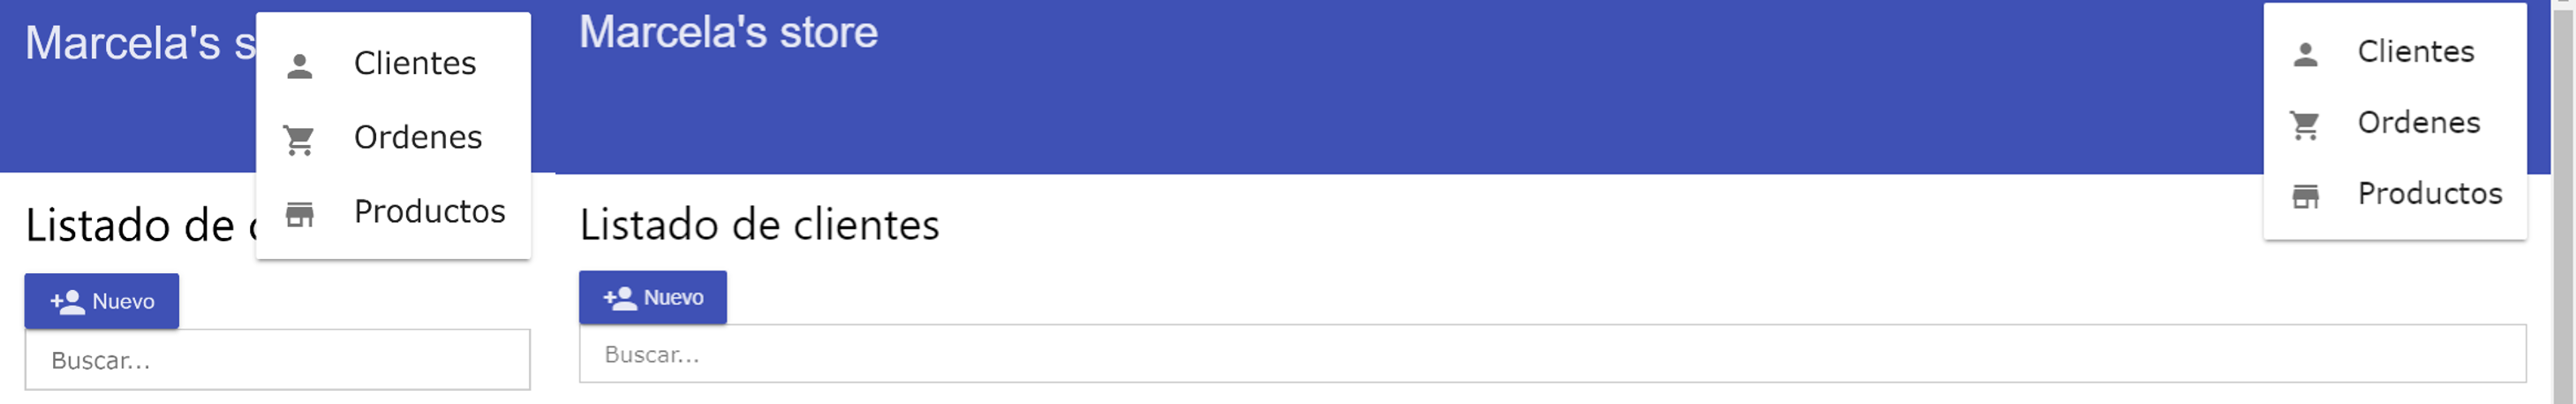 Marcela's s
Clientes
Ordenes
Productos
Listado de
Nuevo
Buscar...
Marcela's store
Clientes
Ordenes
Productos
Listado de clientes
Nuevo
Buscar...